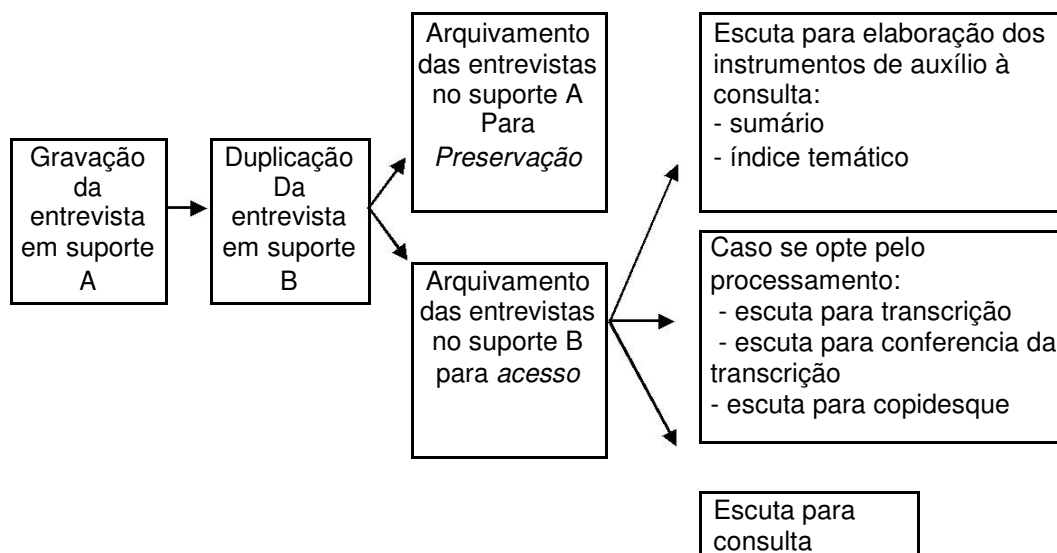 Gravação
da
entrevista
em suporte
A
Duplicação
Da
entrevista
em suporte
B
Arquivamento
das entrevistas
no suporte A
Para
Preservação
Arquivamento
das entrevistas
no suporte B
para acesso
Escuta para elaboração dos
instrumentos de auxílio à
consulta:
- sumário
- índice temático
Caso se opte pelo
processamento:
- escuta para transcrição
- escuta para conferencia da
transcrição
- escuta para copidesque
Escuta para
consulta